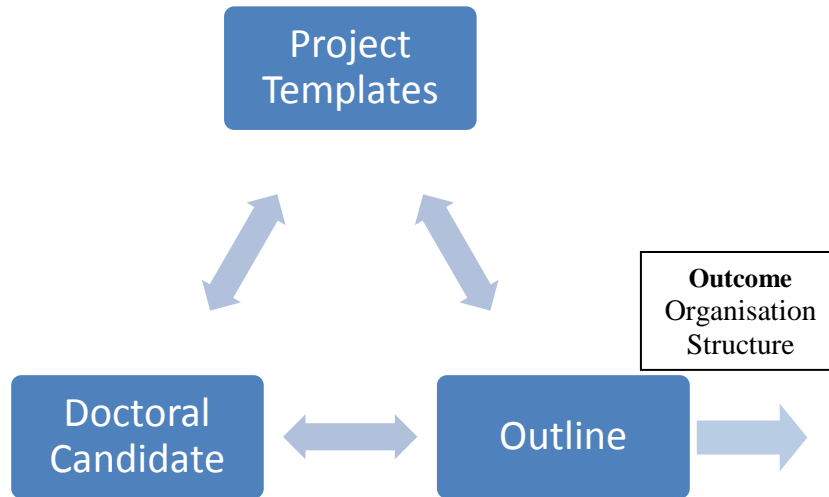 Project
Templates
Outcome
Organisation
Structure
Doctoral
Candidate
Outline